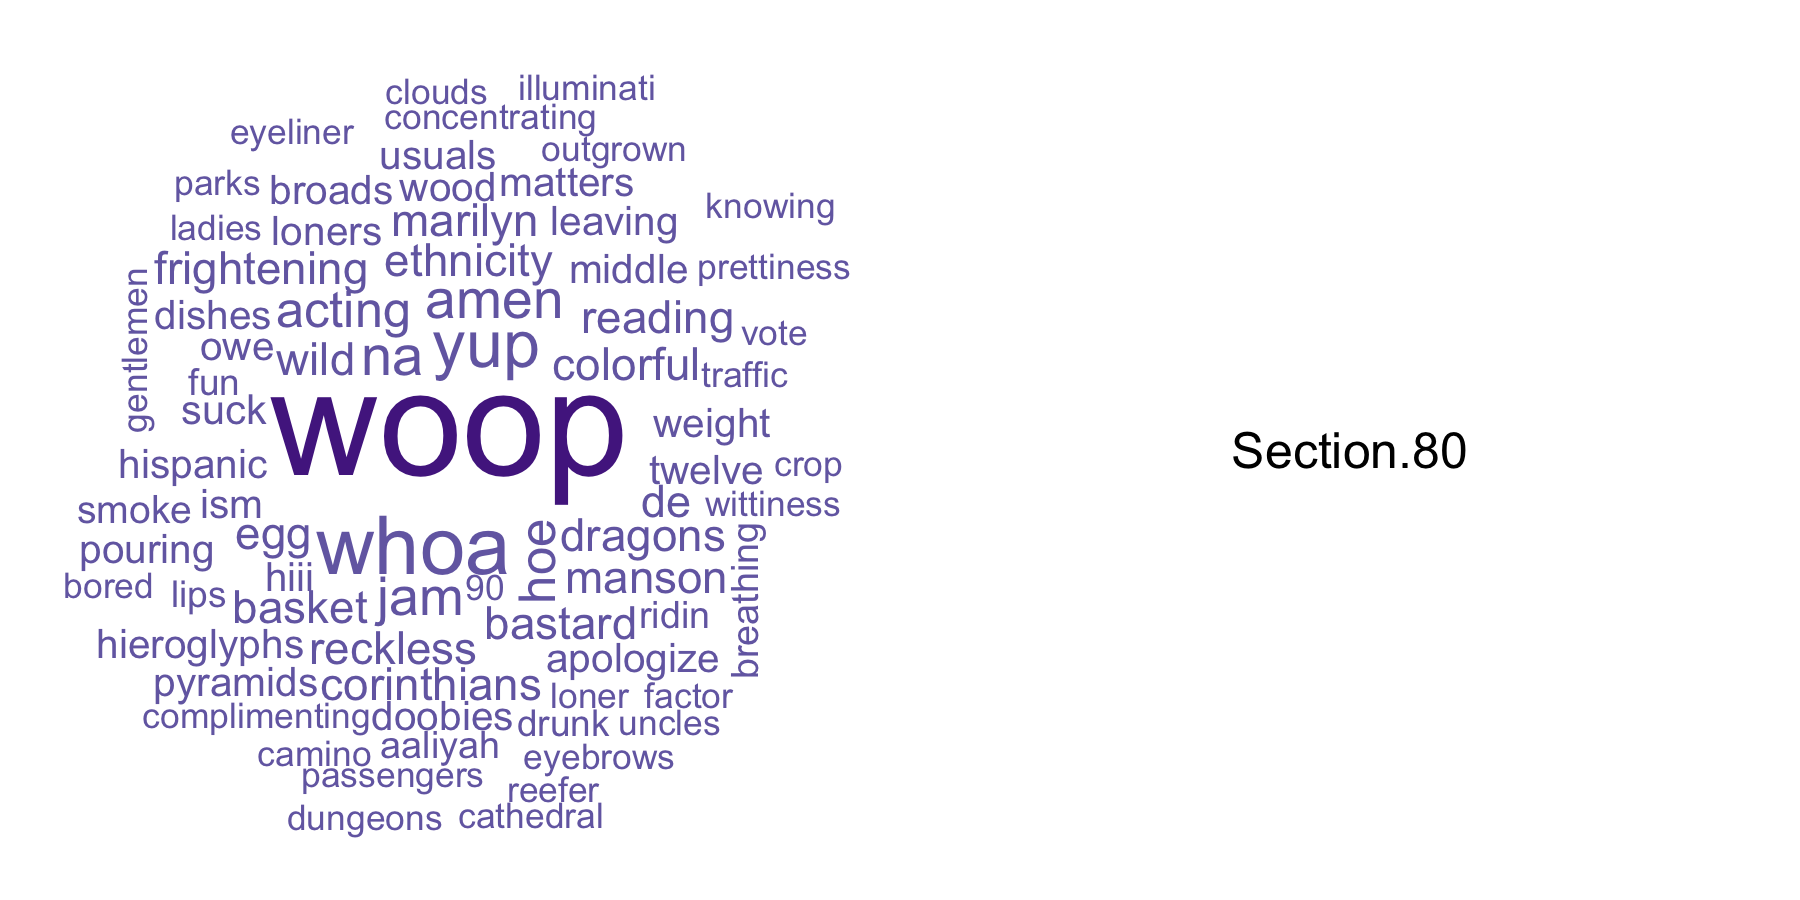 clouds illuminati
eyeliner concentrating
usuals outgrown
parks broads wood matters
knowing
ladies loners marilyn leaving
frightening ethnicity middle prettiness
gentlemen
dishes acting amen reading vote
owe wild na yup colorful traffic
fun
suck woop weight
hispanic twelve crop
smoke ism de wittiness
pouring egg whoa hoe dragons breathing
bored lips hiii jam 90 manson
basket bastard ridin
hieroglyphs reckless apologize
pyramids corinthians loner factor
complimenting doobies drunk uncles
camino aaliyah eyebrows
passengers reefer
dungeons cathedral
Section.80